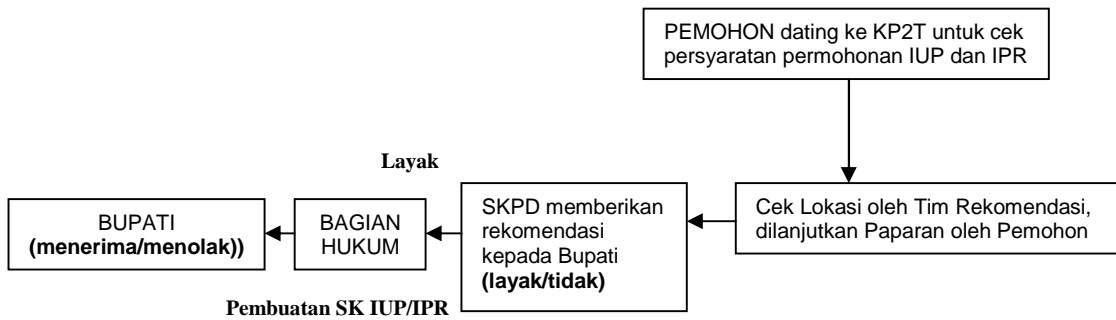 PEMOHON dating ke KP2T untuk cek
persyaratan permohonan IUP dan IPR
Cek Lokasi oleh Tim Rekomendasi,
dilanjutkan Paparan oleh Pemohon
SKPD memberikan
rekomendasi
kepada Bupati
(layak/tidak)
Layak
BAGIAN
HUKUM
Pembuatan SK IUP/IPR
BUPATI
(menerima/menolak))